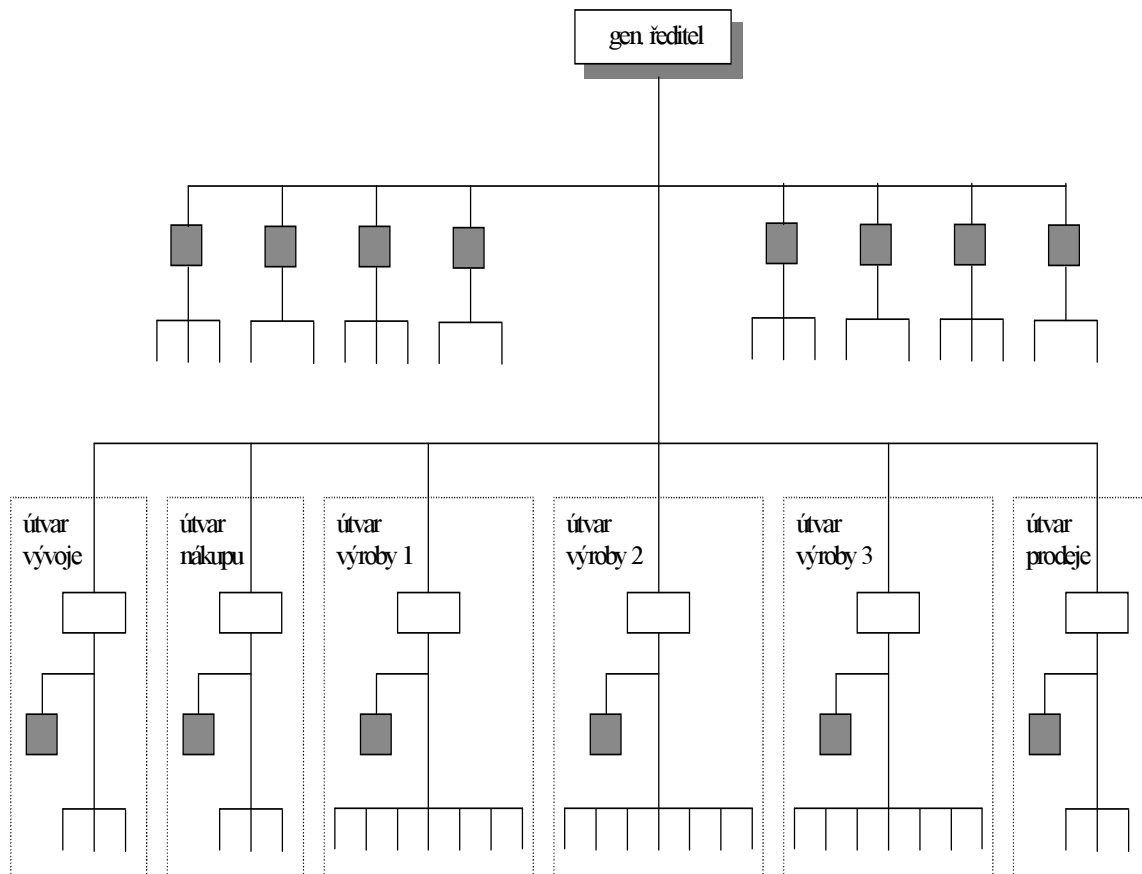 gen. ředitel
útvar
vývoje
útvar
nákupu
útvar
výroby 1
útvar
výroby 2
útvar
výroby 3
útvar
prodeje